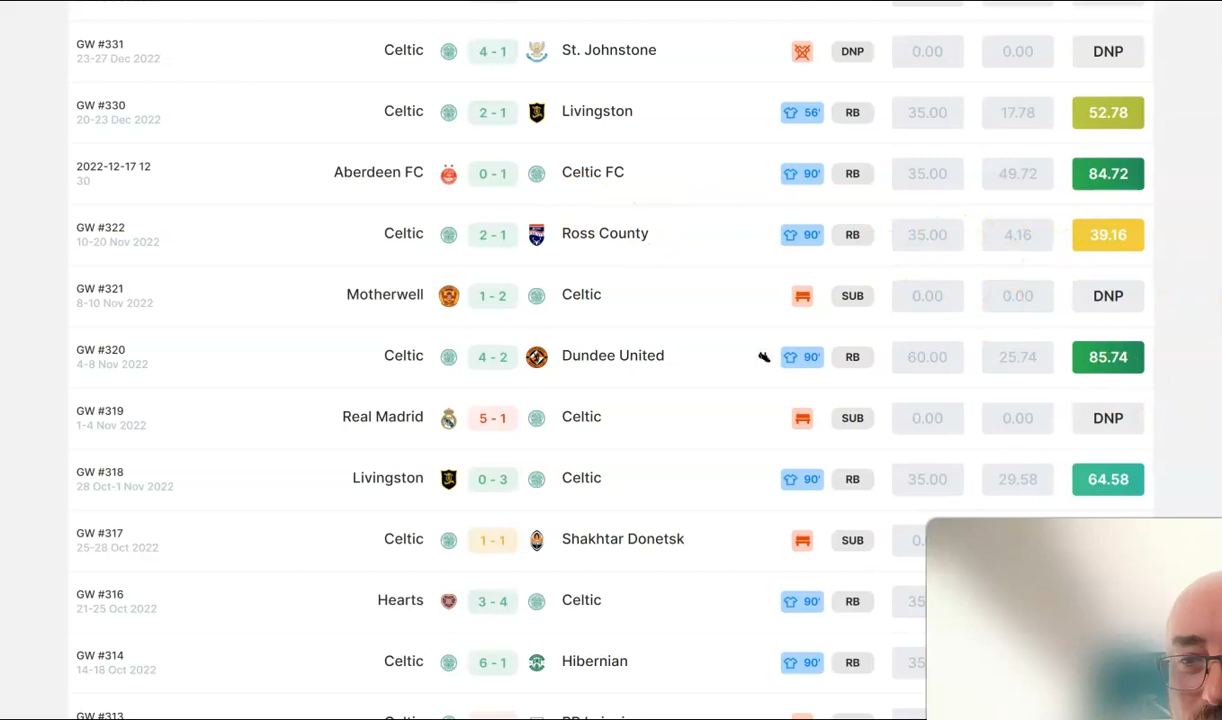 GW #331 Celtic 4 - 1 St. Johnstone DNP 0.00 0.00 DNP
23-27 Dec 2022
GW #330 Celtic 2 - 1 Livingston 56' RB 35.00 17.78 52.78
20-23 Dec 2022
2022-12-17 12 Aberdeen FC 0 - 1 Celtic FC 90' RB 35.00 49.72 84.72
30
GW #322 Celtic 2 - 1 Ross County 90' RB 35.00 4.16 39.16
10-20 Nov 2022
GW #321 Motherwell 1 - 2 Celtic SUB 0.00 0.00 DNP
8-10 Nov 2022
GW #320 Celtic 4 - 2 Dundee United 90' RB 60.00 25.74 85.74
4-8 Nov 2022
GW #319 Real Madrid 5 - 1 Celtic SUB 0.00 0.00 DNP
1-4 Nov 2022
GW #318 Livingston 0 - 3 Celtic 90' RB 35.00 29.58 64.58
28 Oct-1 Nov 2022
GW #317 Celtic 1 - 1 Shakhtar Donetsk SUB 0.
25-28 Oct 2022
GW #316 Hearts 3 - 4 Celtic 90' RB 35
21-25 Oct 2022
GW #314 Celtic 6 - 1 Hibernian 90' RB 35
14-18 Oct 2022
GW #313 Celtic